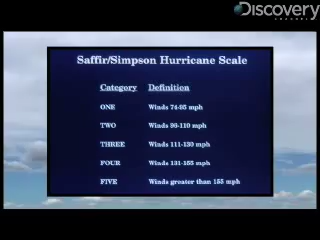 Discovery
CHANNEL
Saffir/Simpson Hurricane Scale
Category Definition
ONE Winds 74-95 mph
TWO Winds 96-110 mph
THREE Winds 111-130 mph
FOUR Winds 131-155 mph
FIVE Winds greater than 155 mph